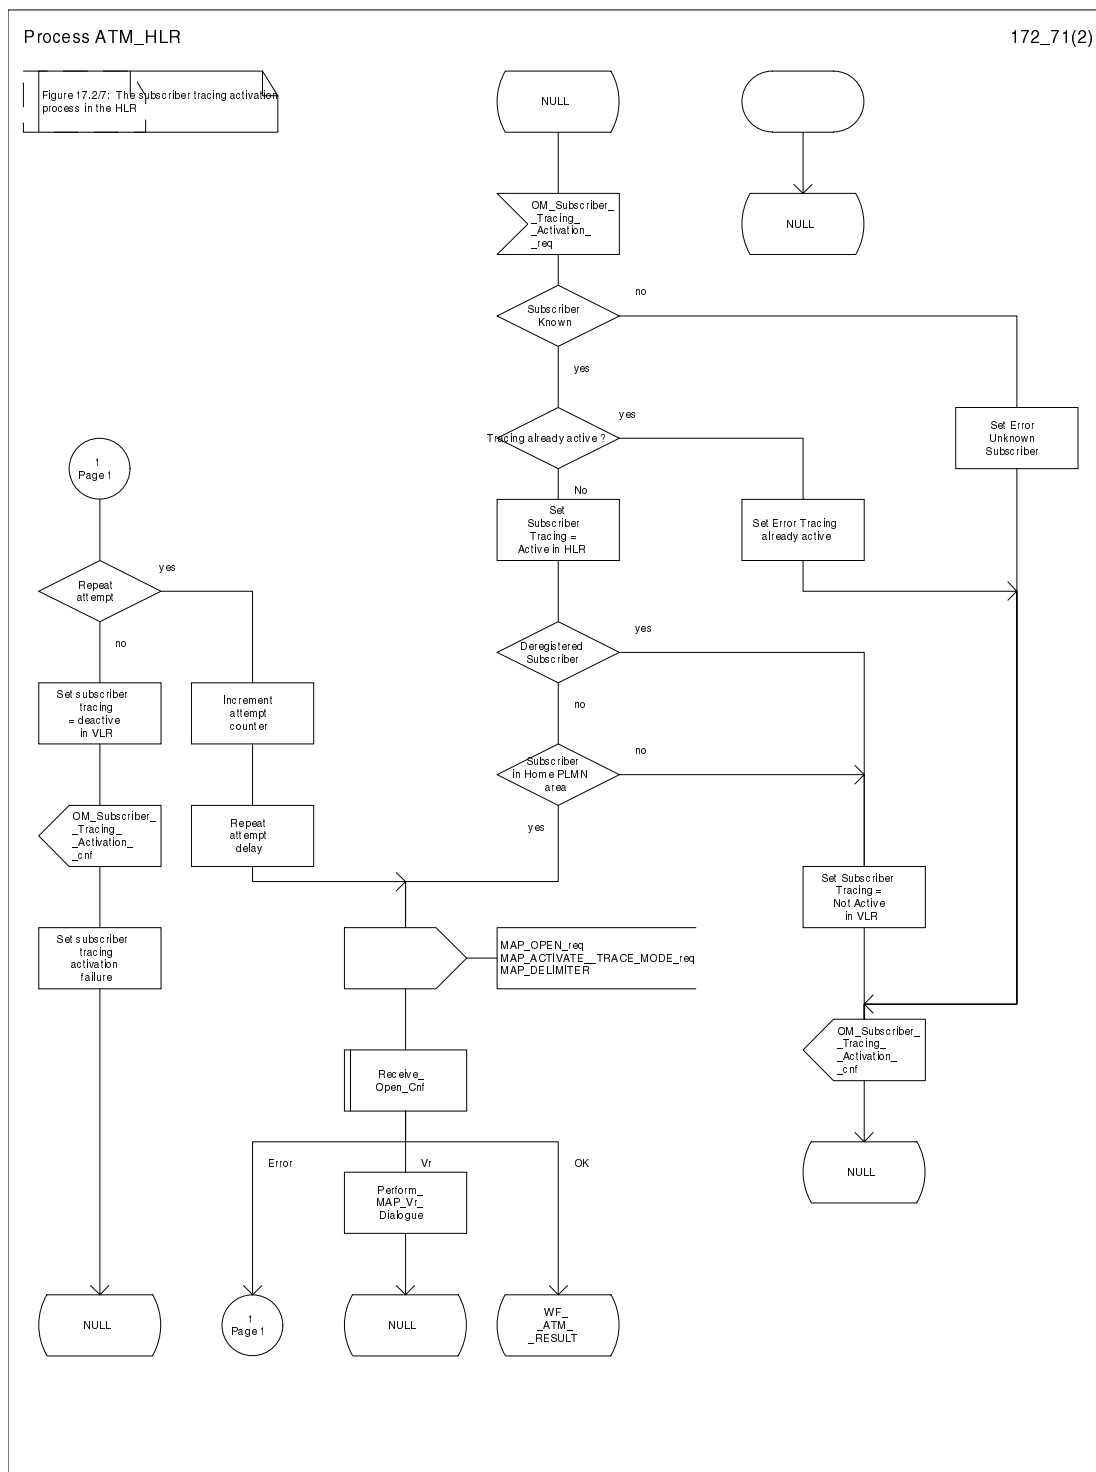 Process ATM_HLR
172_71(2)
Figure 17.2/7: The subscriber tracing activation
process in the HLR
NULL
OM_Subscriber_
_Tracing_
_Activation_
_req
NULL
Subscriber
Known
no
yes
Tracing already active ?
yes
No
Set Error
Unknown
Subscriber
1
Page 1
Set
Subscriber
Tracing =
Active in HLR
Set Error Tracing
already active
Repeat
attempt
yes
no
Deregistered
Subscriber
yes
no
Set subscriber
tracing
= deactive
in VLR
Increment
attempt
counter
Subscriber
in Home PLMN
area
no
yes
OM_Subscriber_
_Tracing_
_Activation_
_cnf
Repeat
attempt
delay
Set Subscriber
Tracing =
Not Active
in VLR
Set subscriber
tracing
activation
failure
MAP_OPEN_req
MAP_ACTIVATE__TRACE_MODE_req
MAP_DELIMITER
OM_Subscriber_
_Tracing_
_Activation_
_cnf
Receive_
Open_Cnf
Error
Vr
OK
Perform_
MAP_Vr_
Dialogue
NULL
NULL
1
Page 1
NULL
WF_
_ATM_
_RESULT